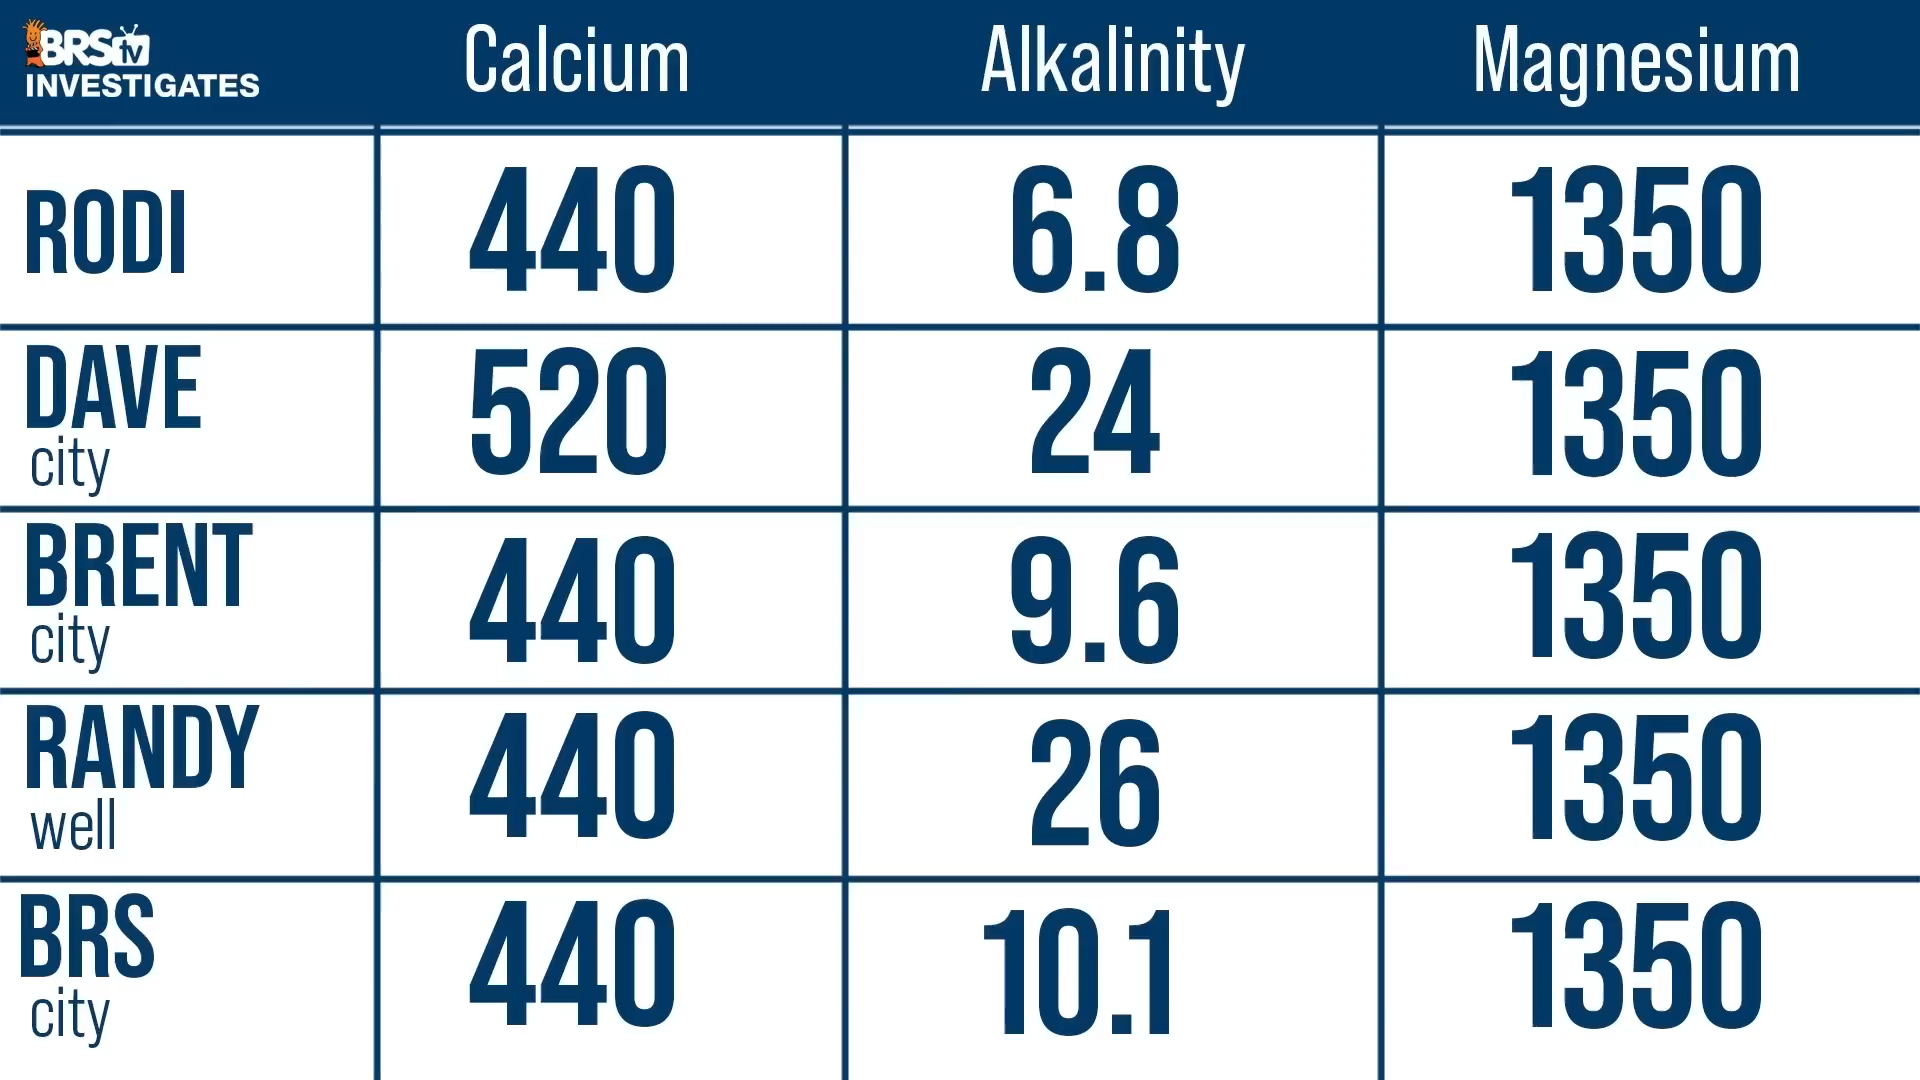 BRStv
INVESTIGATES
Calcium Alkalinity Magnesium
RODI 440 6.8 1350
DAVE 520 24 1350
city
BRENT 440 9.6 1350
city
RANDY 440 26 1350
well
BRS 440 10.1 1350
city